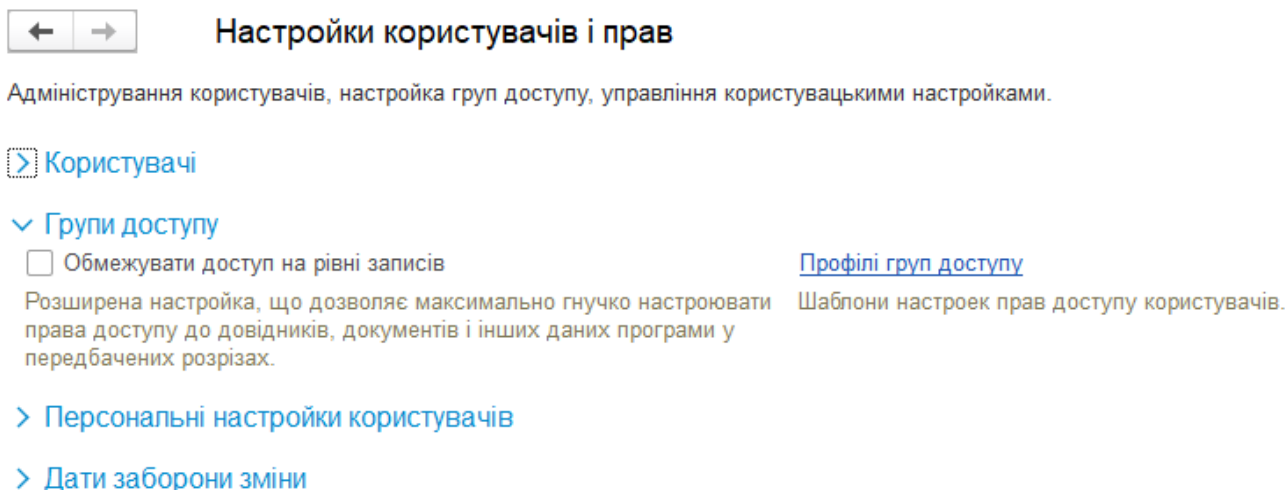 Настройки користувачів і прав
Адміністрування користувачів, настройка груп доступу, управління користувацькими настройками.
Користувачі
Групи доступу
Обмежувати доступ на рівні записів
Розширена настройка, що дозволяє максимально гнучко настроювати
права доступу до довідників, документів і інших даних програми у
передбачених розрізах.
Профілі груп доступу
Шаблони настроек прав доступу користувачів.
Персональні настройки користувачів
Дати заборони зміни